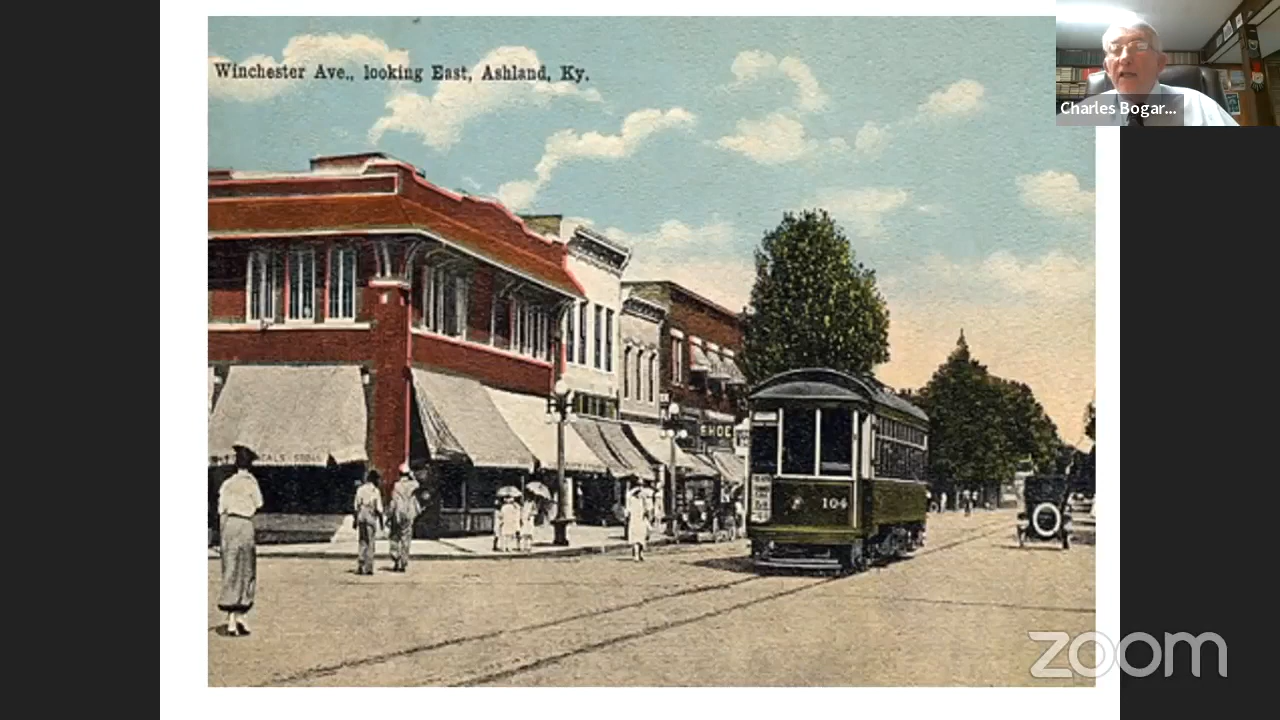 Winchester Ave., looking East, Ashland, Ky.
Charles Bogar...
SHOE
104
zoom